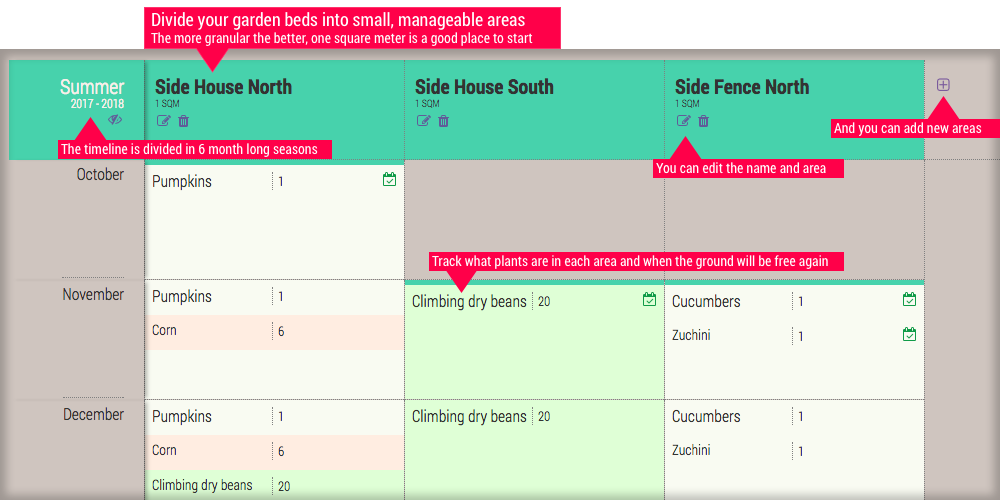 Divide your garden beds into small, manageable areas
The more granular the better, one square meter is a good place to start
Summer
2017 - 2018
Side House North
1 SQM
Side House South
1 SQM
Side Fence North
1 SQM
And you can add new areas
The timeline is divided in 6 month long seasons
You can edit the name and area
October
Pumpkins 1
Track what plants are in each area and when the ground will be free again
November
Pumpkins 1
Corn 6
Climbing dry beans 20
Cucumbers 1
Zuchini 1
December
Pumpkins 1
Corn 6
Climbing dry beans 20
Climbing dry beans 20
Cucumbers 1
Zuchini 1